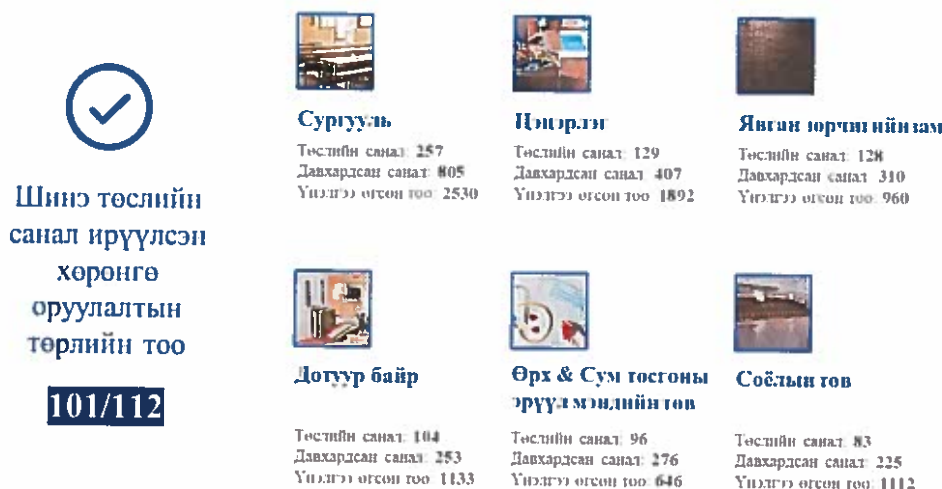 Шинэ төслийн
санал ирүүлсэн
хөрөнгө
оруулалтын
төрлийн тоо
101/112
Сургууль
Төслийн санал: 257
Давхардсан санал: 805
Үнэлгээ өгсөн тоо: 2530
Цэцэрлэг
Төслийн санал: 129
Давхардсан санал: 407
Үнэлгээ өгсөн тоо: 1892
Явган зорчигчийн зам
Төслийн санал: 128
Давхардсан санал: 310
Үнэлгээ өгсөн тоо: 960
Дотуур байр
Төслийн санал: 104
Давхардсан санал: 253
Үнэлгээ өгсөн тоо: 1133
Өрх & Сум тосгоны
эрүүл мэндийн төв
Төслийн санал: 96
Давхардсан санал: 276
Үнэлгээ өгсөн тоо: 646
Соёлын төв
Төслийн санал: 83
Давхардсан санал: 225
Үнэлгээ өгсөн тоо: 1112